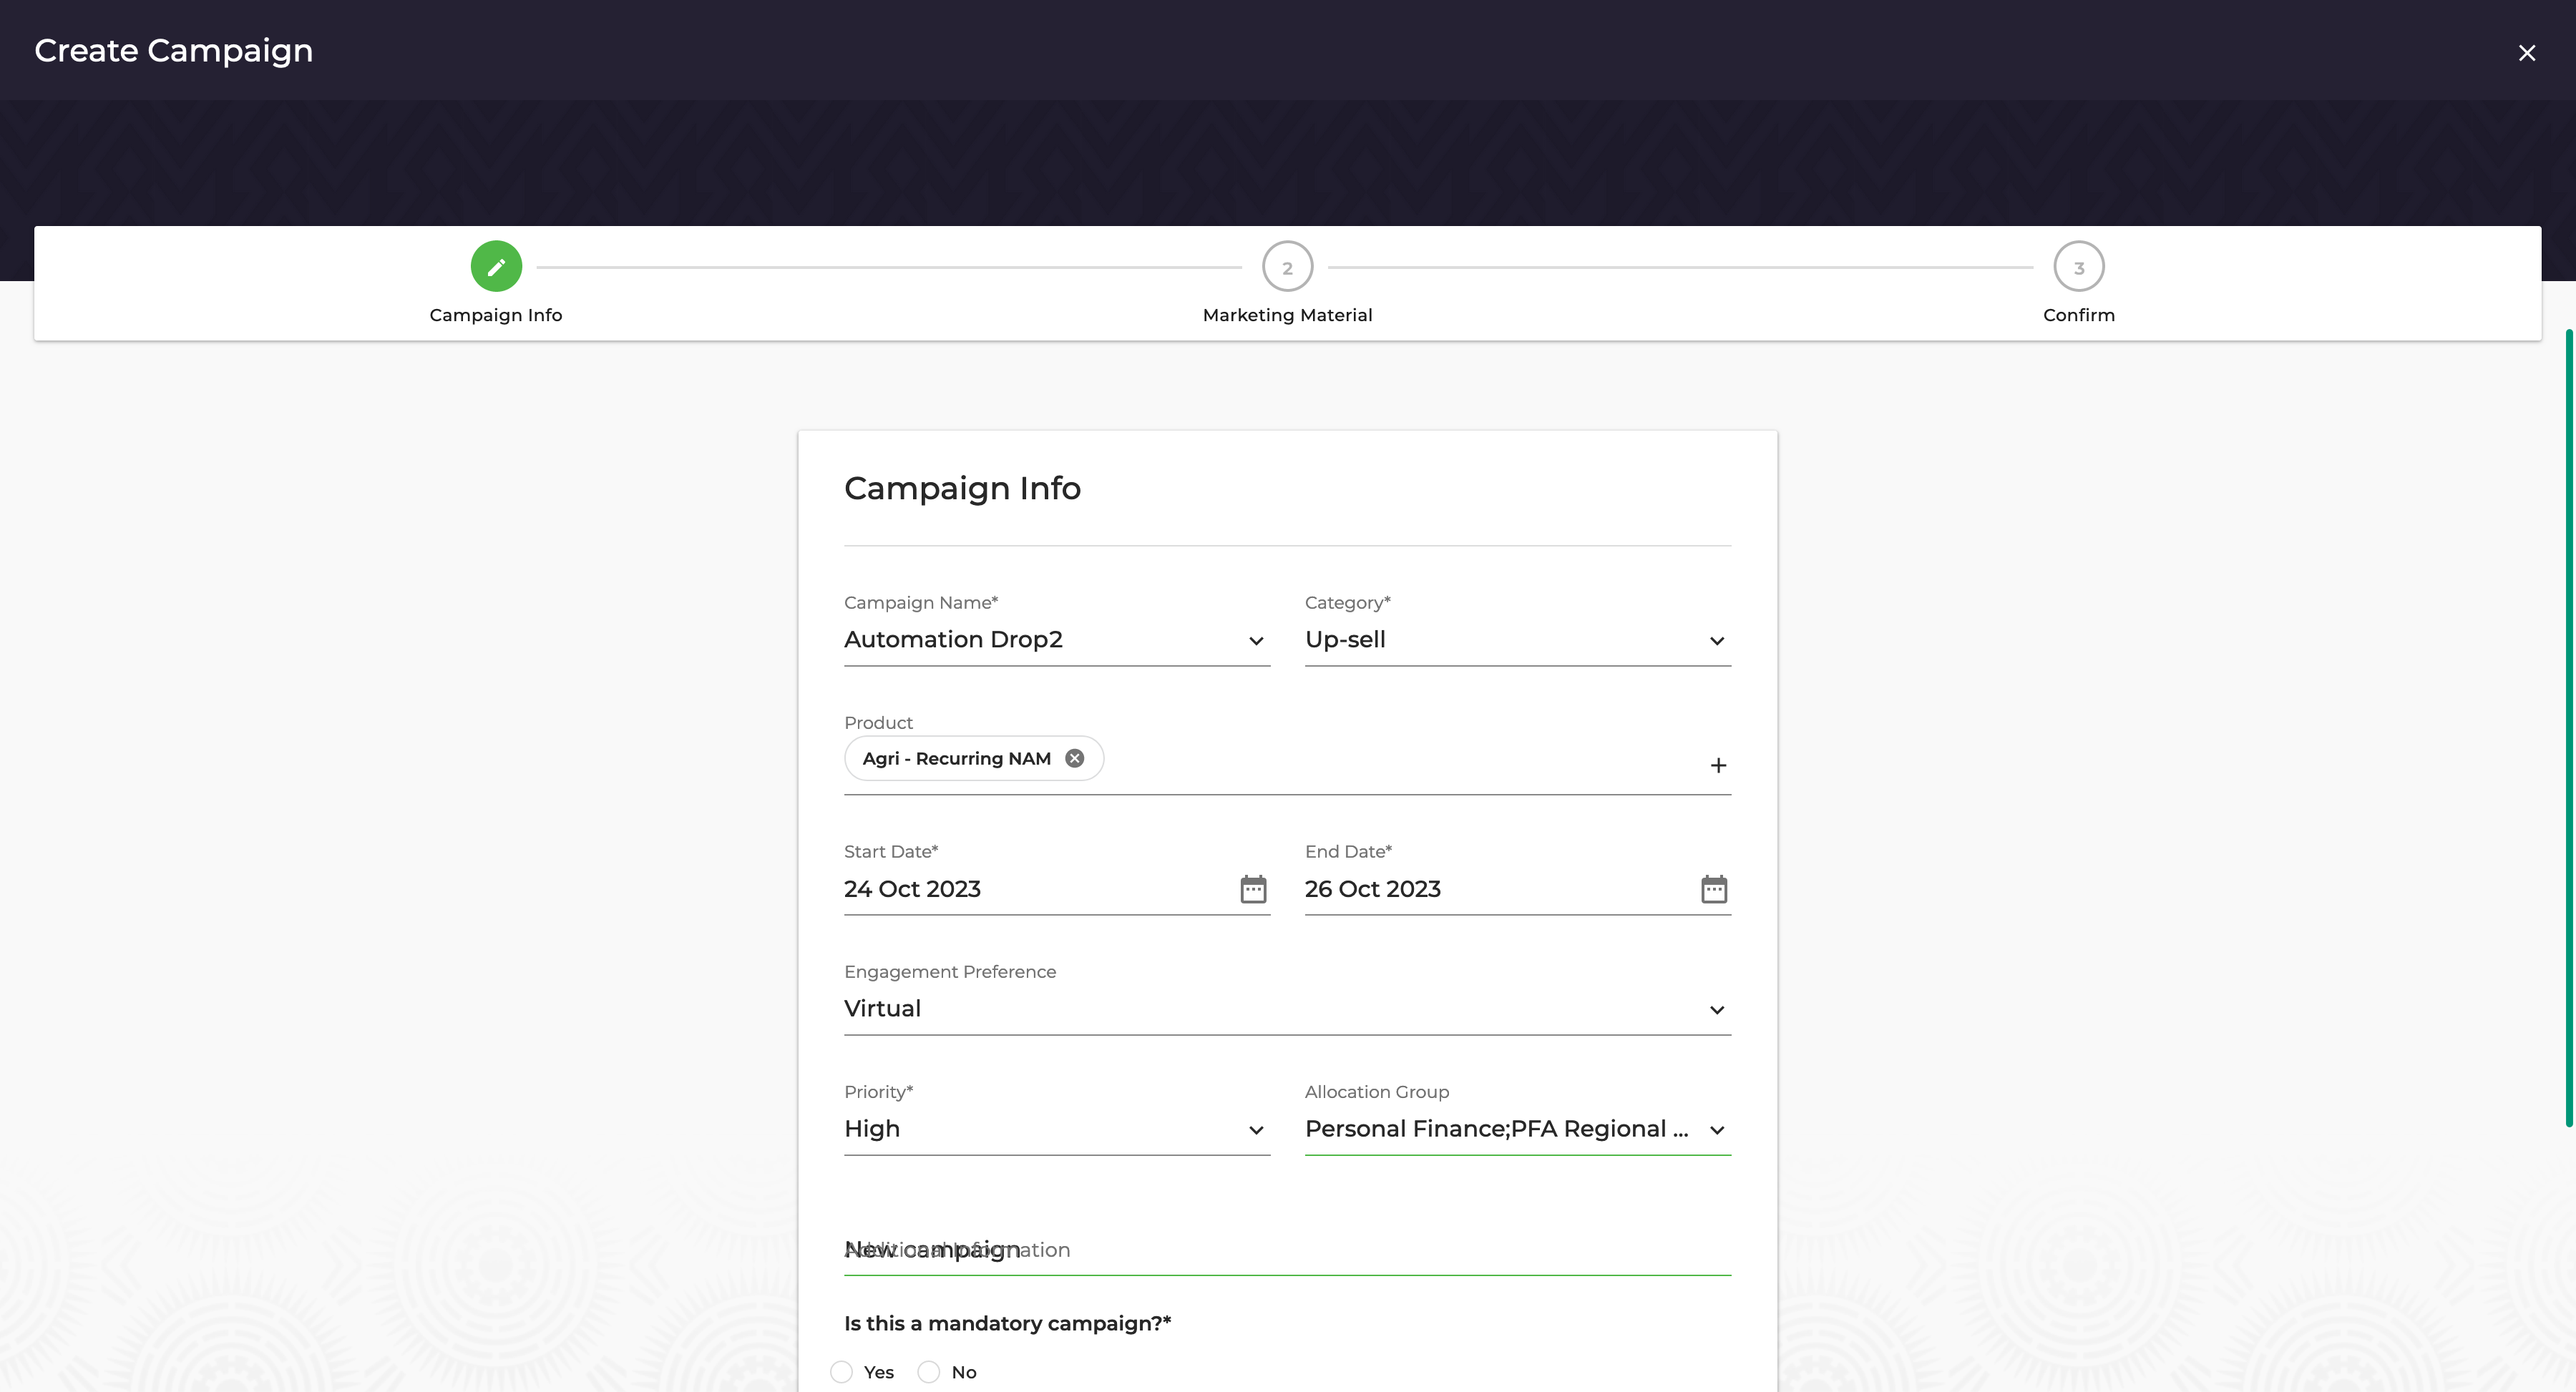 Create Campaign
2
3
Campaign Info
Marketing Material
Confirm
Campaign Info
Campaign Name*
Category*
Automation Drop2
Up-sell
Product
Agri - Recurring NAM
Start Date*
End Date*
24 Oct 2023
26 Oct 2023
Engagement Preference
Virtual
Priority*
Allocation Group
High
Personal Finance;PFA Regional ...
Additional Information
New campaign
Is this a mandatory campaign?*
Yes
No